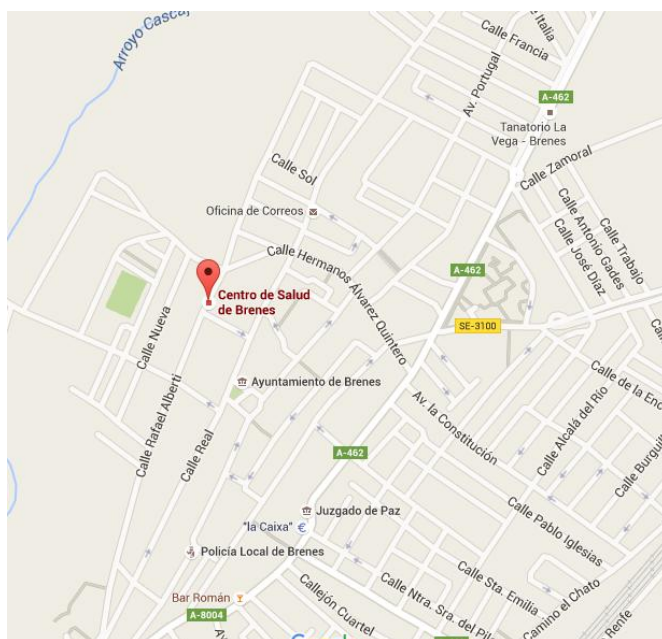 Arroyo Cascaj
Calle Francia
Italia
Av. Portugal
A-462
Tanatorio La
Vega - Brenes
Calle Sol
Calle Zamoral
Oficina de Correos
Calle Hermanos Álvarez Quintero
Calle Antonio Gades
Calle Trabajo
Calle José Díaz
A-462
Centro de Salud
de Brenes
SE-3100
Calle Nueva
Ayuntamiento de Brenes
Calle de la Enc
Calle Rafael Alberti
Calle Real
Av. la Constitución
Calle Alcalá del Río
Calle Burguil
A-462
Juzgado de Paz
"la Caixa"
Calle Pablo Iglesias
Policía Local de Brenes
Calle Sta. Emilia
Bar Román
Callejón Cuartel
Calle Ntra. Sra. del Pil
Camino el Chato
Renfe
A-8004
Av.